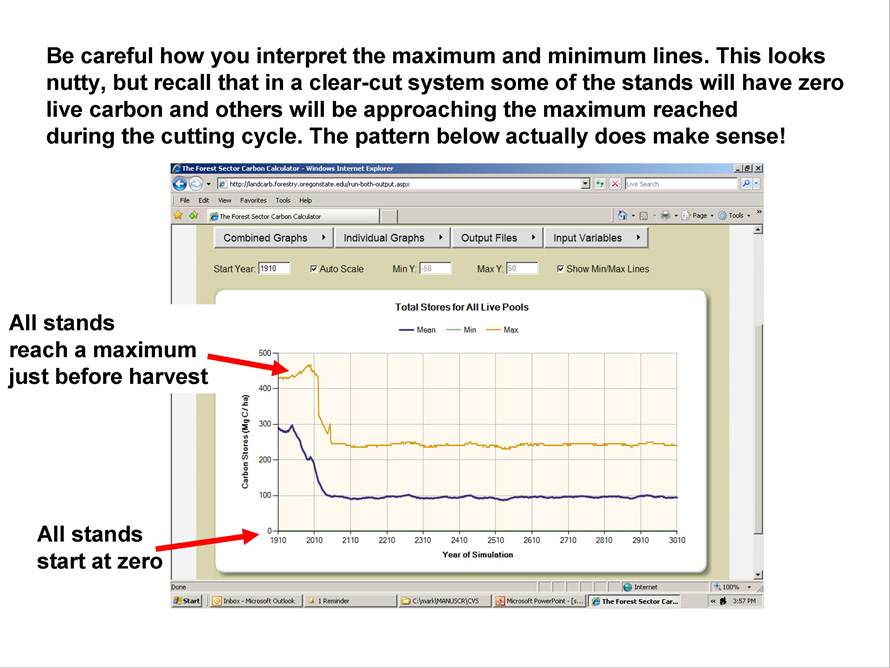 Be careful how you interpret the maximum and minimum lines. This looks
nutty, but recall that in a clear-cut system some of the stands will have zero
live carbon and others will be approaching the maximum reached
during the cutting cycle. The pattern below actually does make sense!
The Forest Sector Carbon Calculator - Windows Internet Explorer
http://landcarb.forestry.oregonstate.edu/run-both-output.aspx
Live Search
File Edit View Favorites Tools Help
The Forest Sector Carbon Calculator
Page Tools
Combined Graphs Individual Graphs Output Files Input Variables
Start Year: 1910 Auto Scale Min Y: -50 Max Y: 50 Show Min/Max Lines
Total Stores for All Live Pools
Mean Min Max
All stands
reach a maximum
just before harvest
Carbon Stores (Mg C / ha)
500
400
300
200
100
0
All stands
start at zero
1910 2010 2110 2210 2310 2410 2510 2610 2710 2810 2910 3010
Year of Simulation
Done Internet 100%
Start Inbox - Microsoft Outlook 1 Reminder C:\mark\MANUSCR\CVS Microsoft PowerPoint - [s... The Forest Sector Car... 3:57 PM